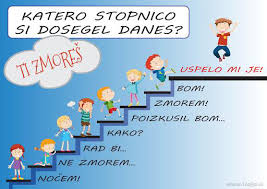 KATERO STOPNICO
SI DOSEGEL DANES?
TI ZMOREŠ
USPELO MI JE!
BOM!
ZMOREM!
POIZKUSIL BOM...
KAKO?
RAD BI...
NE ZMOREM...
NOČEM!